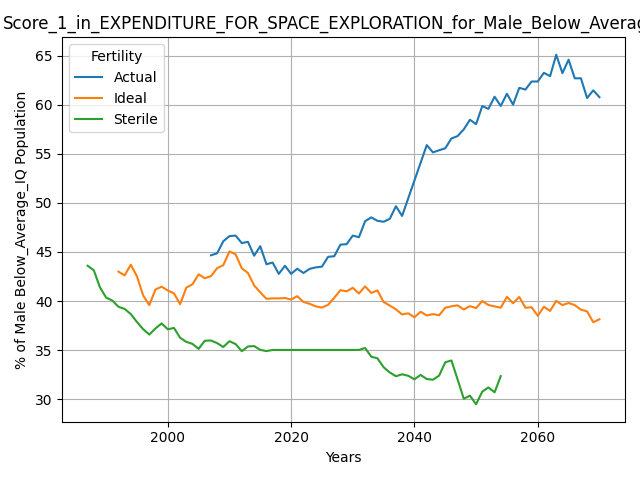 Score_1_in_EXPENDITURE_FOR_SPACE_EXPLORATION_for_Male_Below_Averag
Fertility
Actual
Ideal
Sterile
% of Male Below_Average_IQ Population
65
60
55
50
45
40
35
30
2000
2020
2040
2060
Years